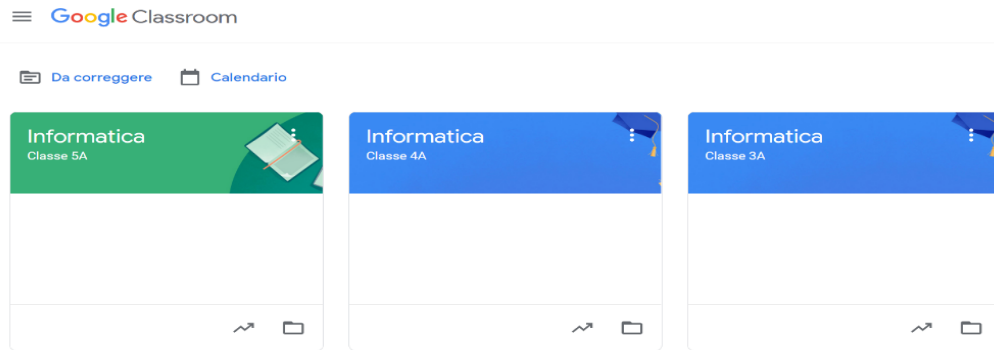 Google Classroom
Da correggere Calendario
Informatica
Classe 5A
Informatica
Classe 4A
Informatica
Classe 3A